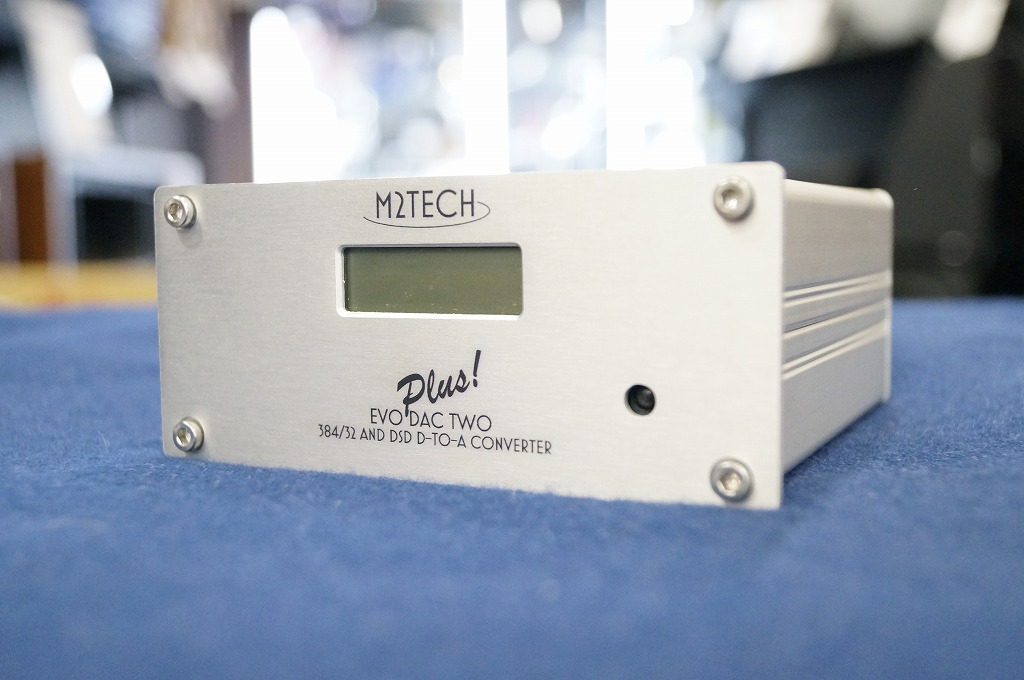 M2TECH
Plus!
EVO DAC TWO
384/32 AND DSD D-TO-A CONVERTER